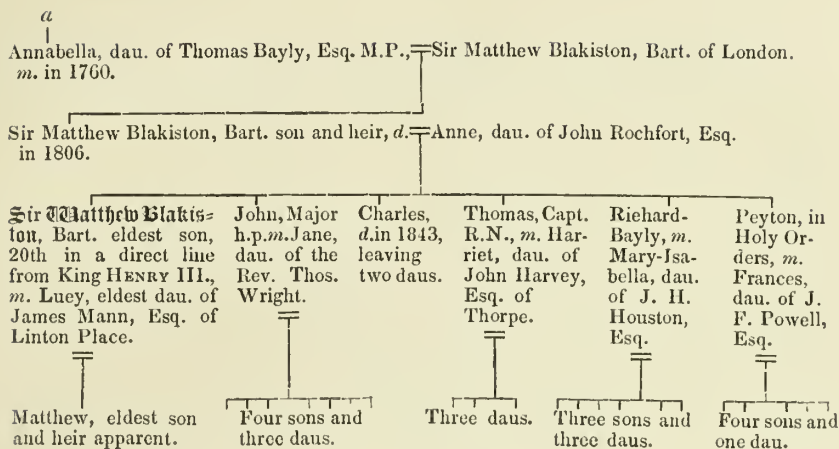 a
Annabella, dau. of Thomas Bayly, Esq. M.P.,=Sir Matthew Blakiston, Bart. of London.
m. in 1760.
Sir Matthew Blakiston, Bart. son and heir, d.=Anne, dau. of John Rochfort, Esq.
in 1806.
Sir Matthew Blakis=
ton, Bart. eldest son,
20th in a direct line
from King HENRY III.,
m. Luey, eldest dau. of
James Mann, Esq. of
Linton Place.
John, Major
h.p. m. Jane,
dau. of the
Rev. Thos.
Wright.
Charles,
d. in 1843,
leaving
two daus.
Thomas, Capt.
R.N., m. Har-
riet, dau. of
John Harvey,
Esq. of
Thorpe.
Riehard-
Bayly, m.
Mary-Isa-
bella, dau.
of J. H.
Houston,
Esq.
Peyton, in
Holy Or-
ders, m.
Frances,
dau. of J.
F. Powell,
Esq.
Matthew, eldest son
and heir apparent.
Four sons and
three daus.
Three daus.
Three sons and
three daus.
Four sons and
one dau.